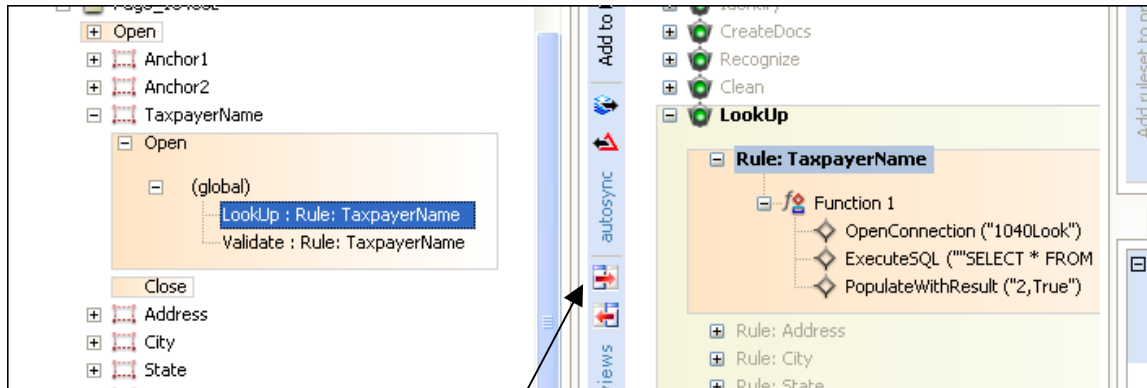 Open
Anchor1
Anchor2
TaxpayerName
Open
(global)
LookUp : Rule: TaxpayerName
Validate : Rule: TaxpayerName
Close
Address
City
State
Add to
autosync
views
CreateDocs
Recognize
Clean
LookUp
Rule: TaxpayerName
Function 1
OpenConnection ("1040Look")
ExecuteSQL (""SELECT * FROM
PopulateWithResult ("2,True")
Rule: Address
Rule: City
Rule: State
Add ruleset to